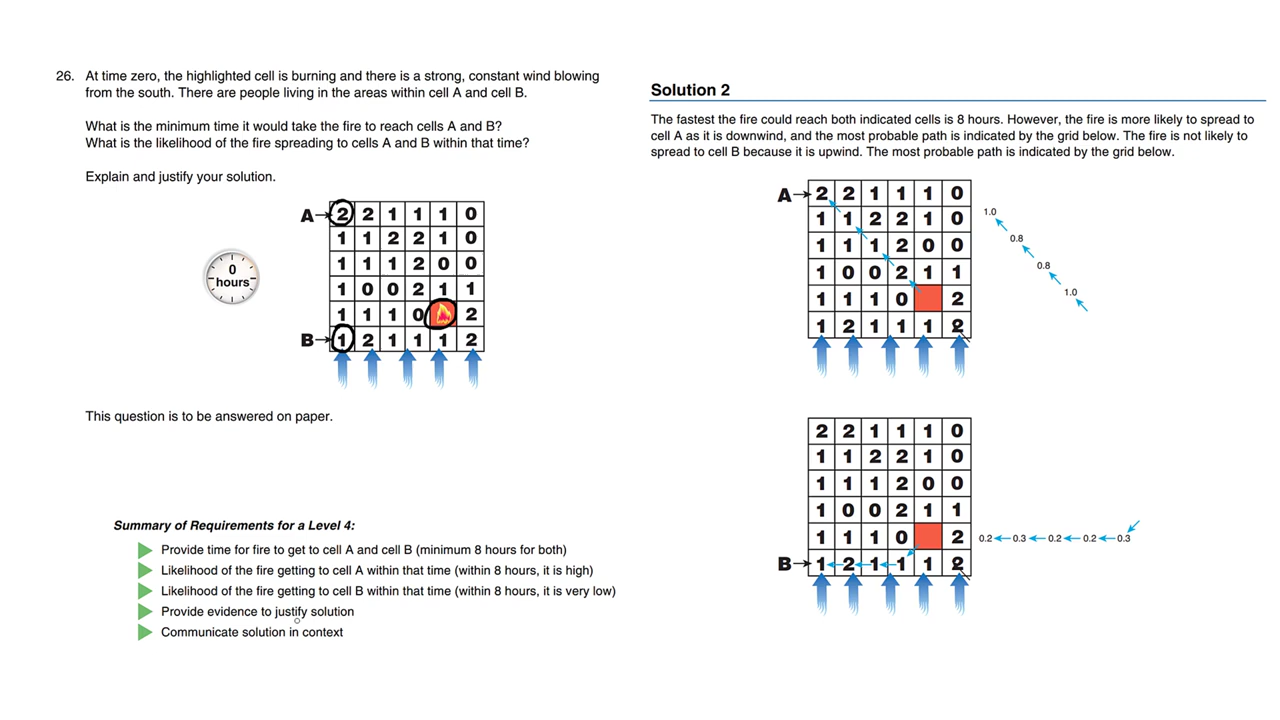 26. At time zero, the highlighted cell is burning and there is a strong, constant wind blowing
from the south. There are people living in the areas within cell A and cell B.
What is the minimum time it would take the fire to reach cells A and B?
What is the likelihood of the fire spreading to cells A and B within that time?
Explain and justify your solution.
0
hours
A 2 2 1 1 1 0
1 1 2 2 1 0
1 1 1 2 0 0
1 0 0 2 1 1
1 1 1 0 2
B 1 2 1 1 1 2
This question is to be answered on paper.
Summary of Requirements for a Level 4:
Provide time for fire to get to cell A and cell B (minimum 8 hours for both)
Likelihood of the fire getting to cell A within that time (within 8 hours, it is high)
Likelihood of the fire getting to cell B within that time (within 8 hours, it is very low)
Provide evidence to justify solution
Communicate solution in context
Solution 2
The fastest the fire could reach both indicated cells is 8 hours. However, the fire is more likely to spread to
cell A as it is downwind, and the most probable path is indicated by the grid below. The fire is not likely to
spread to cell B because it is upwind. The most probable path is indicated by the grid below.
A 2 2 1 1 1 0
1 1 2 2 1 0
1 1 1 2 0 0
1 0 0 2 1 1
1 1 1 0 2
1 2 1 1 1 2
1.0
0.8
0.8
1.0
2 2 1 1 1 0
1 1 2 2 1 0
1 1 1 2 0 0
1 0 0 2 1 1
1 1 1 0 2
B 1 2 1 1 1 2
0.2 0.3 0.2 0.2 0.3